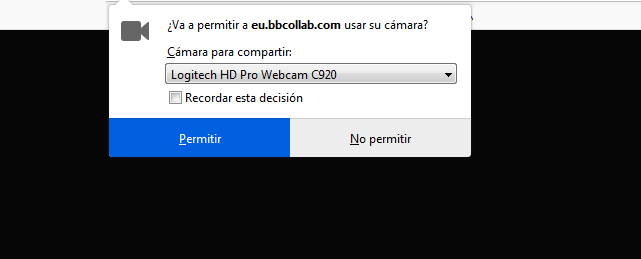 ¿Va a permitir a eu.bbcollab.com usar su cámara?
Cámara para compartir:
Logitech HD Pro Webcam C920
Recordar esta decisión
Permitir
No permitir